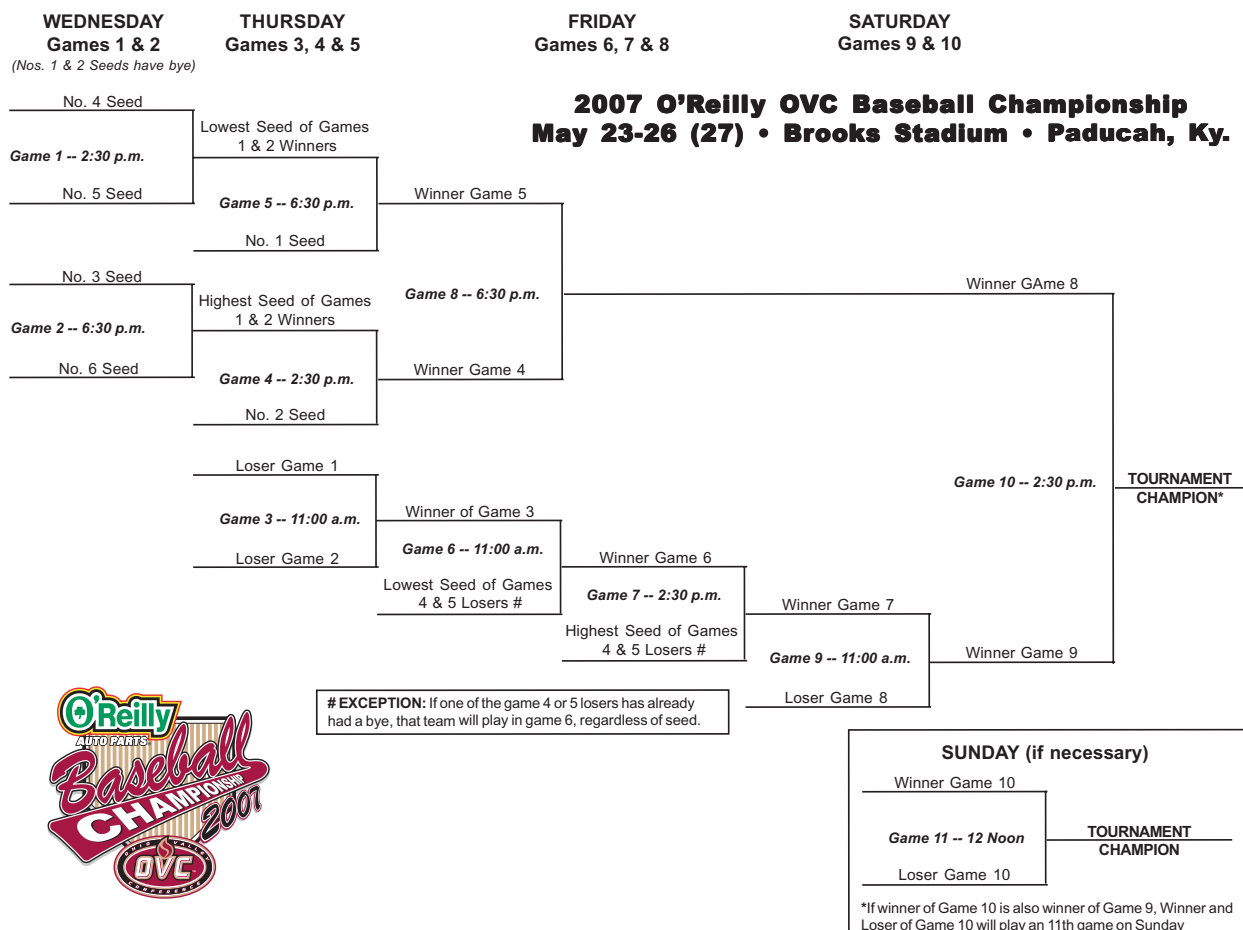 WEDNESDAY
Games 1 & 2
(Nos. 1 & 2 Seeds have bye)
THURSDAY
Games 3, 4 & 5
FRIDAY
Games 6, 7 & 8
SATURDAY
Games 9 & 10
2007 O'Reilly OVC Baseball Championship
May 23-26 (27) • Brooks Stadium • Paducah, Ky.
No. 4 Seed
Game 1 -- 2:30 p.m.
No. 5 Seed
No. 3 Seed
Game 2 -- 6:30 p.m.
No. 6 Seed
Lowest Seed of Games
1 & 2 Winners
Game 5 -- 6:30 p.m.
No. 1 Seed
Highest Seed of Games
1 & 2 Winners
Game 4 -- 2:30 p.m.
No. 2 Seed
Loser Game 1
Game 3 -- 11:00 a.m.
Loser Game 2
Winner Game 5
Game 8 -- 6:30 p.m.
Winner Game 4
Winner of Game 3
Game 6 -- 11:00 a.m.
Lowest Seed of Games
4 & 5 Losers #
Winner Game 6
Game 7 -- 2:30 p.m.
Highest Seed of Games
4 & 5 Losers #
Winner Game 7
Game 9 -- 11:00 a.m.
Loser Game 8
Winner GAme 8
Game 10 -- 2:30 p.m.
Winner Game 9
TOURNAMENT
CHAMPION*
# EXCEPTION: If one of the game 4 or 5 losers has already
had a bye, that team will play in game 6, regardless of seed.
O'Reilly
AUTO PARTS
Baseball
CHAMPIONSHIP
2007
OHIO VALLEY
OVC
CONFERENCE
SUNDAY (if necessary)
Winner Game 10
Game 11 -- 12 Noon
Loser Game 10
TOURNAMENT
CHAMPION
*If winner of Game 10 is also winner of Game 9, Winner and
Loser of Game 10 will play an 11th game on Sunday